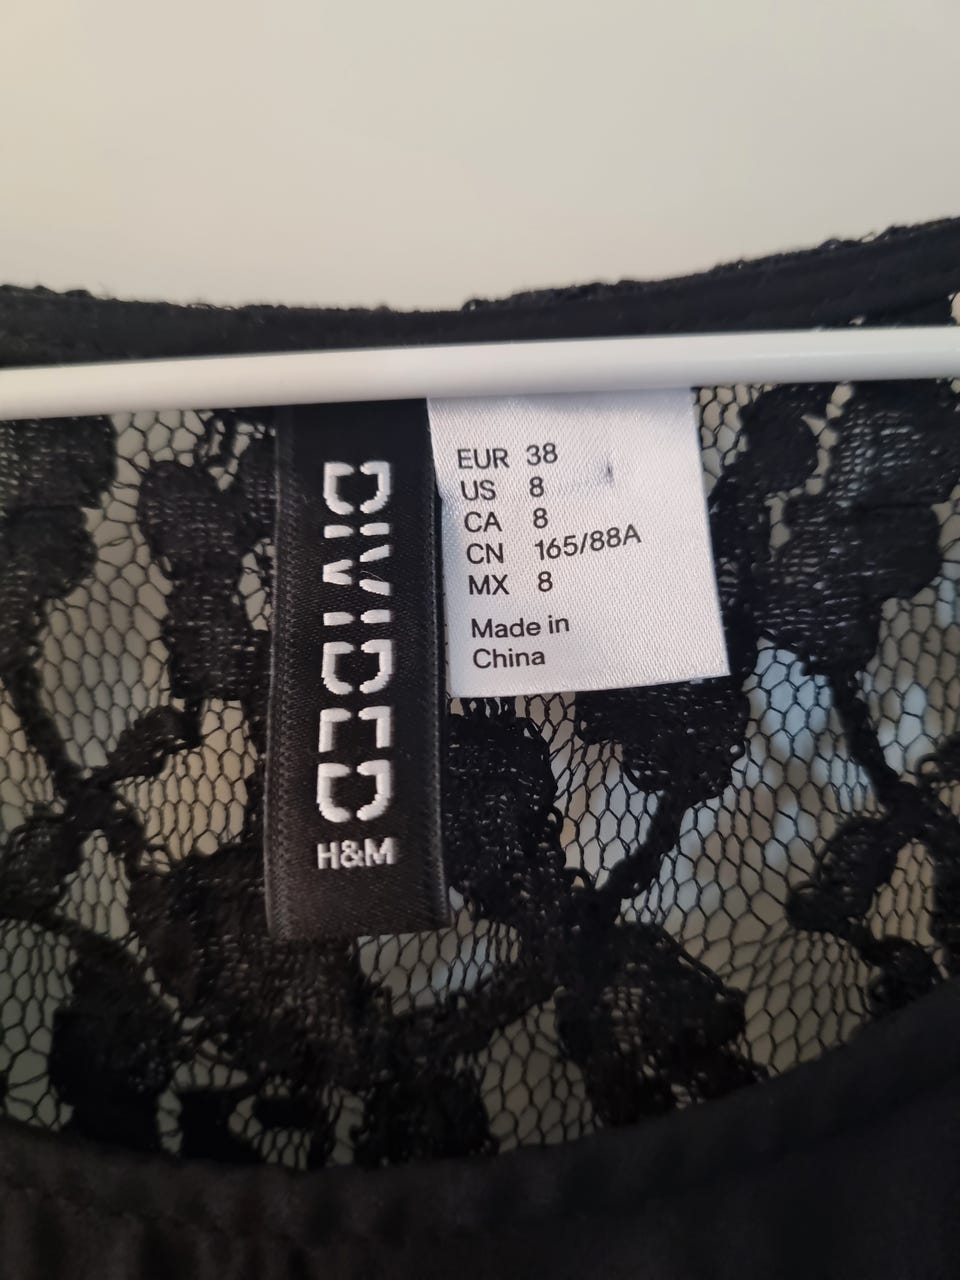 DIVIDED
H&M
EUR 38
US 8
CA 8
CN 165/88A
MX 8
Made in
China